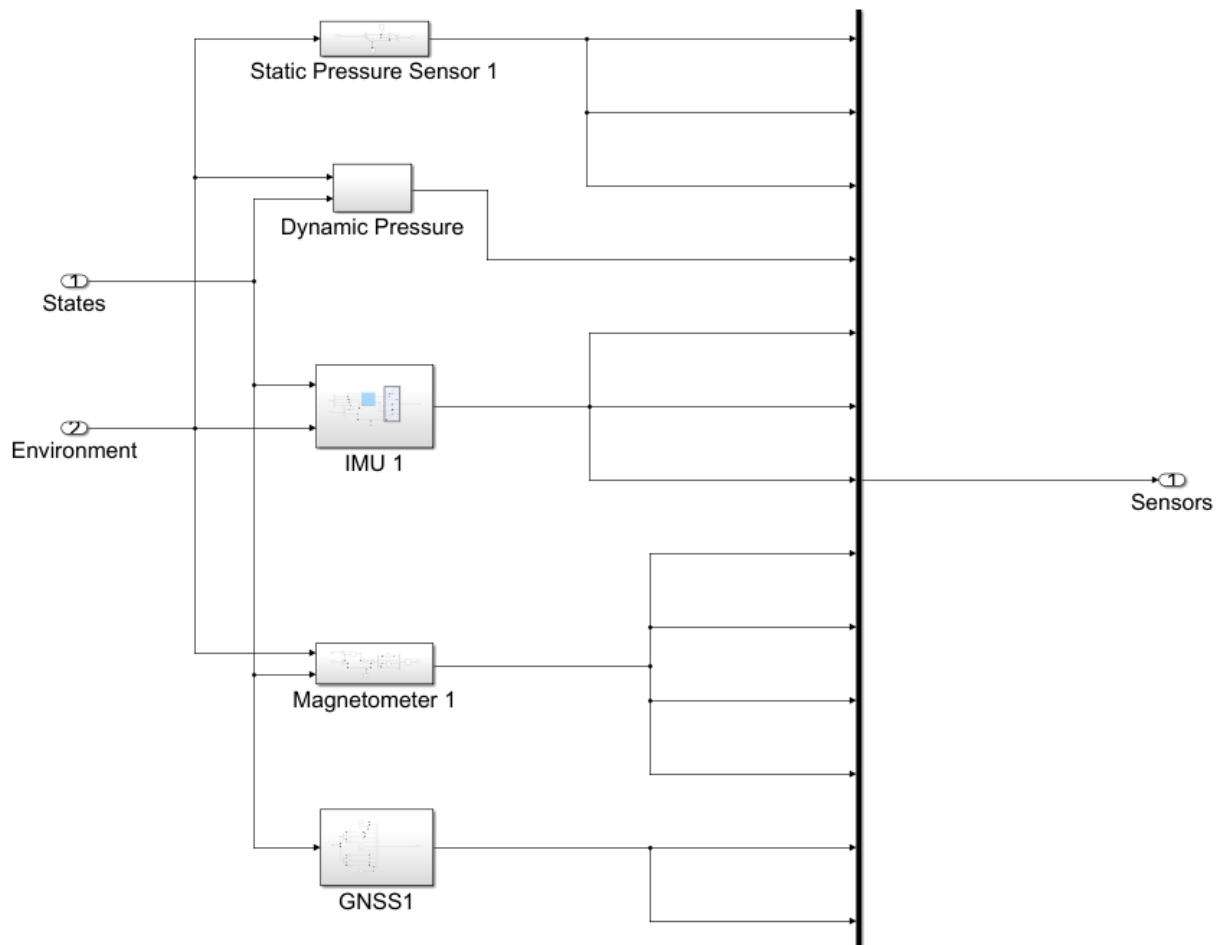 Static Pressure Sensor 1
Dynamic Pressure
1
States
2
Environment
IMU 1
1
Sensors
Magnetometer 1
GNSS1